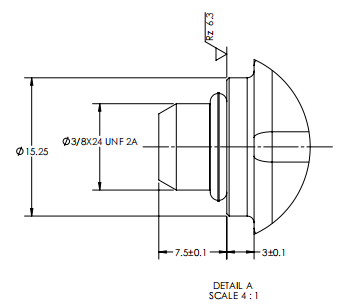 Rz 6.3
Ø15.25
Ø3/8X24 UNF 2A
7.5±0.1
3±0.1
DETAIL A
SCALE 4 : 1